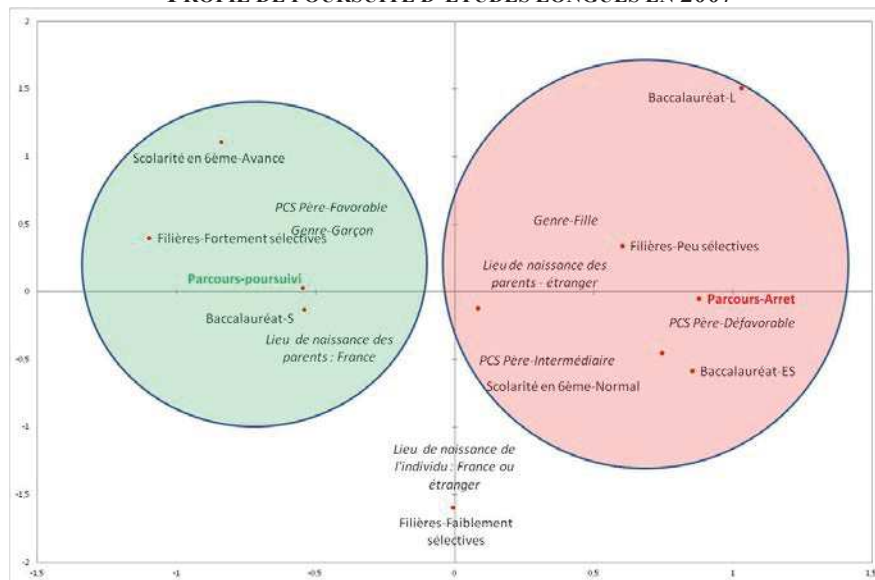 PROFIL DE POURSUITE D'ÉTUDES LONGUES EN 2007
2
1.5
1
0.5
0
-0.5
-1
-1.5
-2
-1.5
-1
-0.5
0
0.5
1
1.5
Baccalauréat-L
Scolarité en 6ème-Avance
PCS Père-Favorable
Genre-Garçon
Filières-Fortement sélectives
Parcours-poursuivi
Baccalauréat-S
Lieu de naissance des
parents : France
Genre-Fille
Filières-Peu sélectives
Lieu de naissance des
parents - étranger
Parcours-Arret
PCS Père-Défavorable
PCS Père-Intermédiaire
Scolarité en 6ème-Normal
Baccalauréat-ES
Lieu de naissance de
l'individu : France ou
étranger
Filières-Faiblement
sélectives